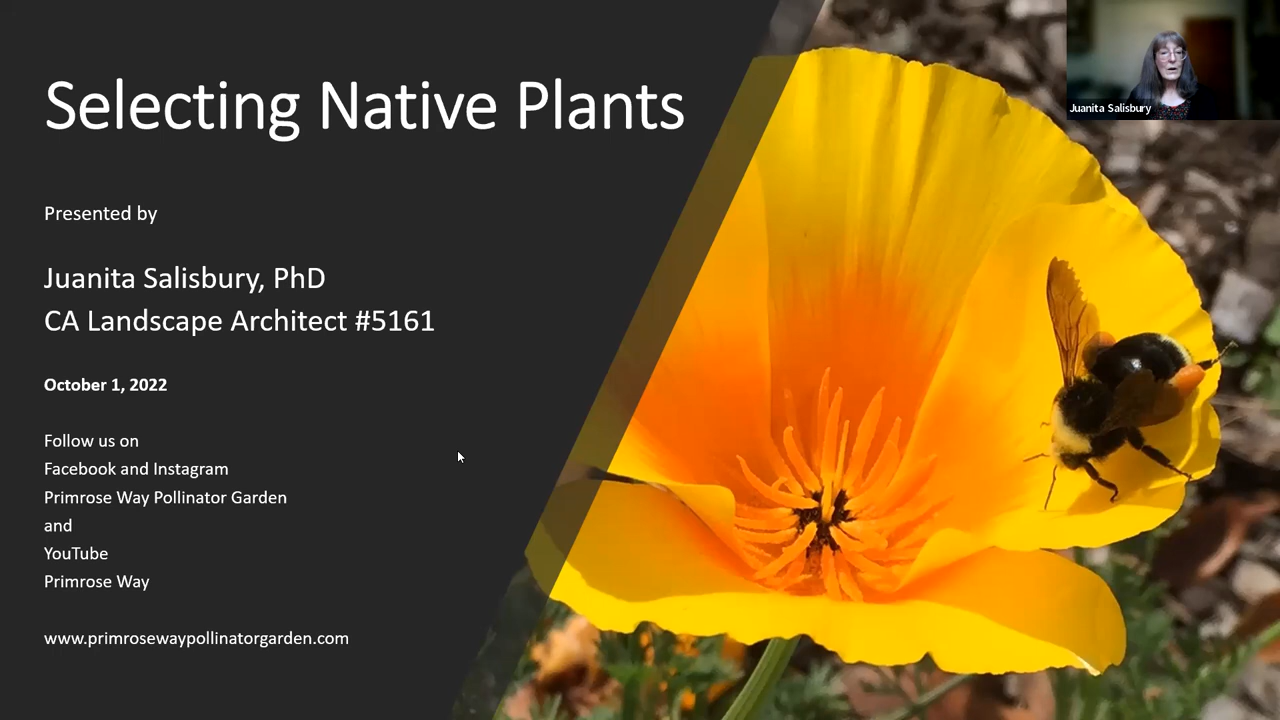 Selecting Native Plants
Juanita Salisbury
Presented by
Juanita Salisbury, PhD
CA Landscape Architect #5161
October 1, 2022
Follow us on
Facebook and Instagram
Primrose Way Pollinator Garden
and
YouTube
Primrose Way
www.primrosewaypollinatorgarden.com